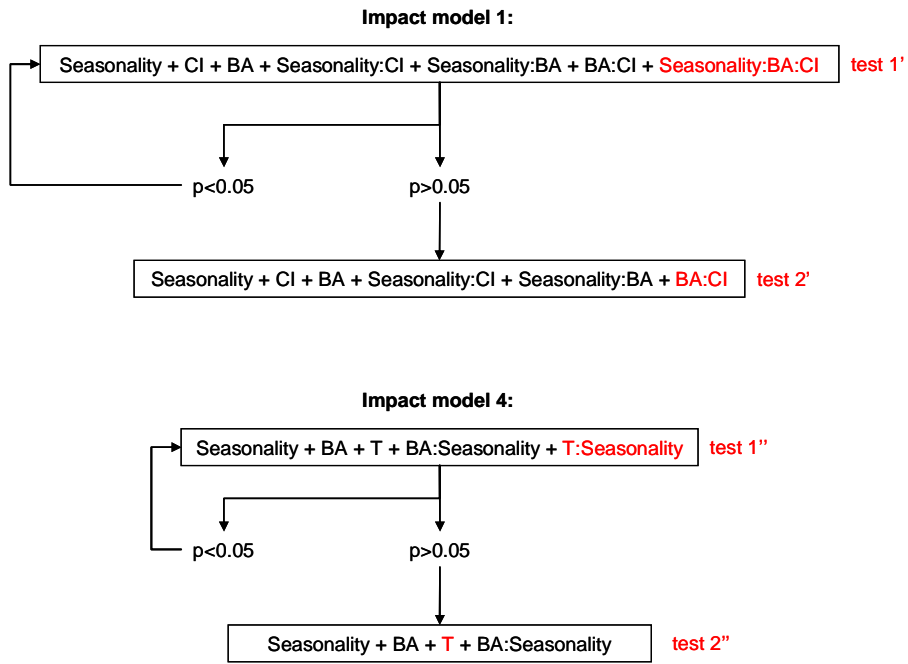 Impact model 1:
Seasonality + CI + BA + Seasonality:CI + Seasonality:BA + BA:CI + Seasonality:BA:CI test 1’
p<0.05 p>0.05
Seasonality + CI + BA + Seasonality:CI + Seasonality:BA + BA:CI test 2’
Impact model 4:
Seasonality + BA + T + BA:Seasonality + T:Seasonality test 1’’
p<0.05 p>0.05
Seasonality + BA + T + BA:Seasonality test 2”